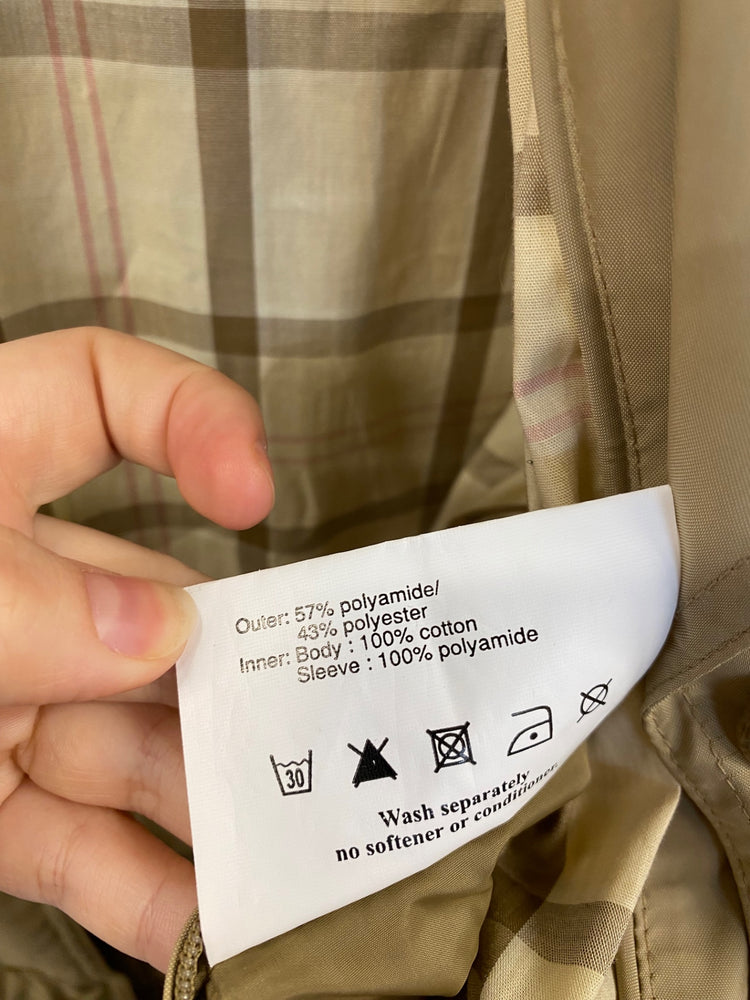 Outer: 57% polyamide/
43% polyester
Inner: Body : 100% cotton
Sleeve : 100% polyamide
30
Wash separately
no softener or conditioner.